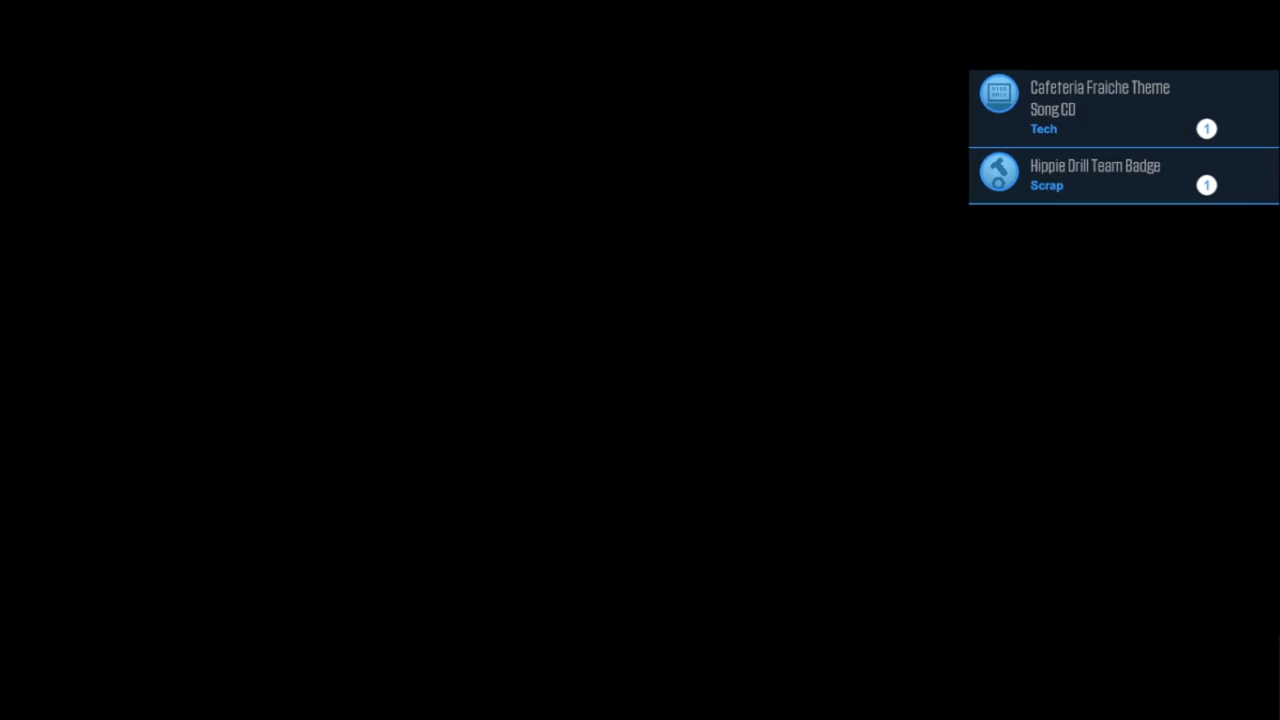 Cafeteria Fraiche Theme
Song CD
Tech
1
Hippie Drill Team Badge
Scrap
1